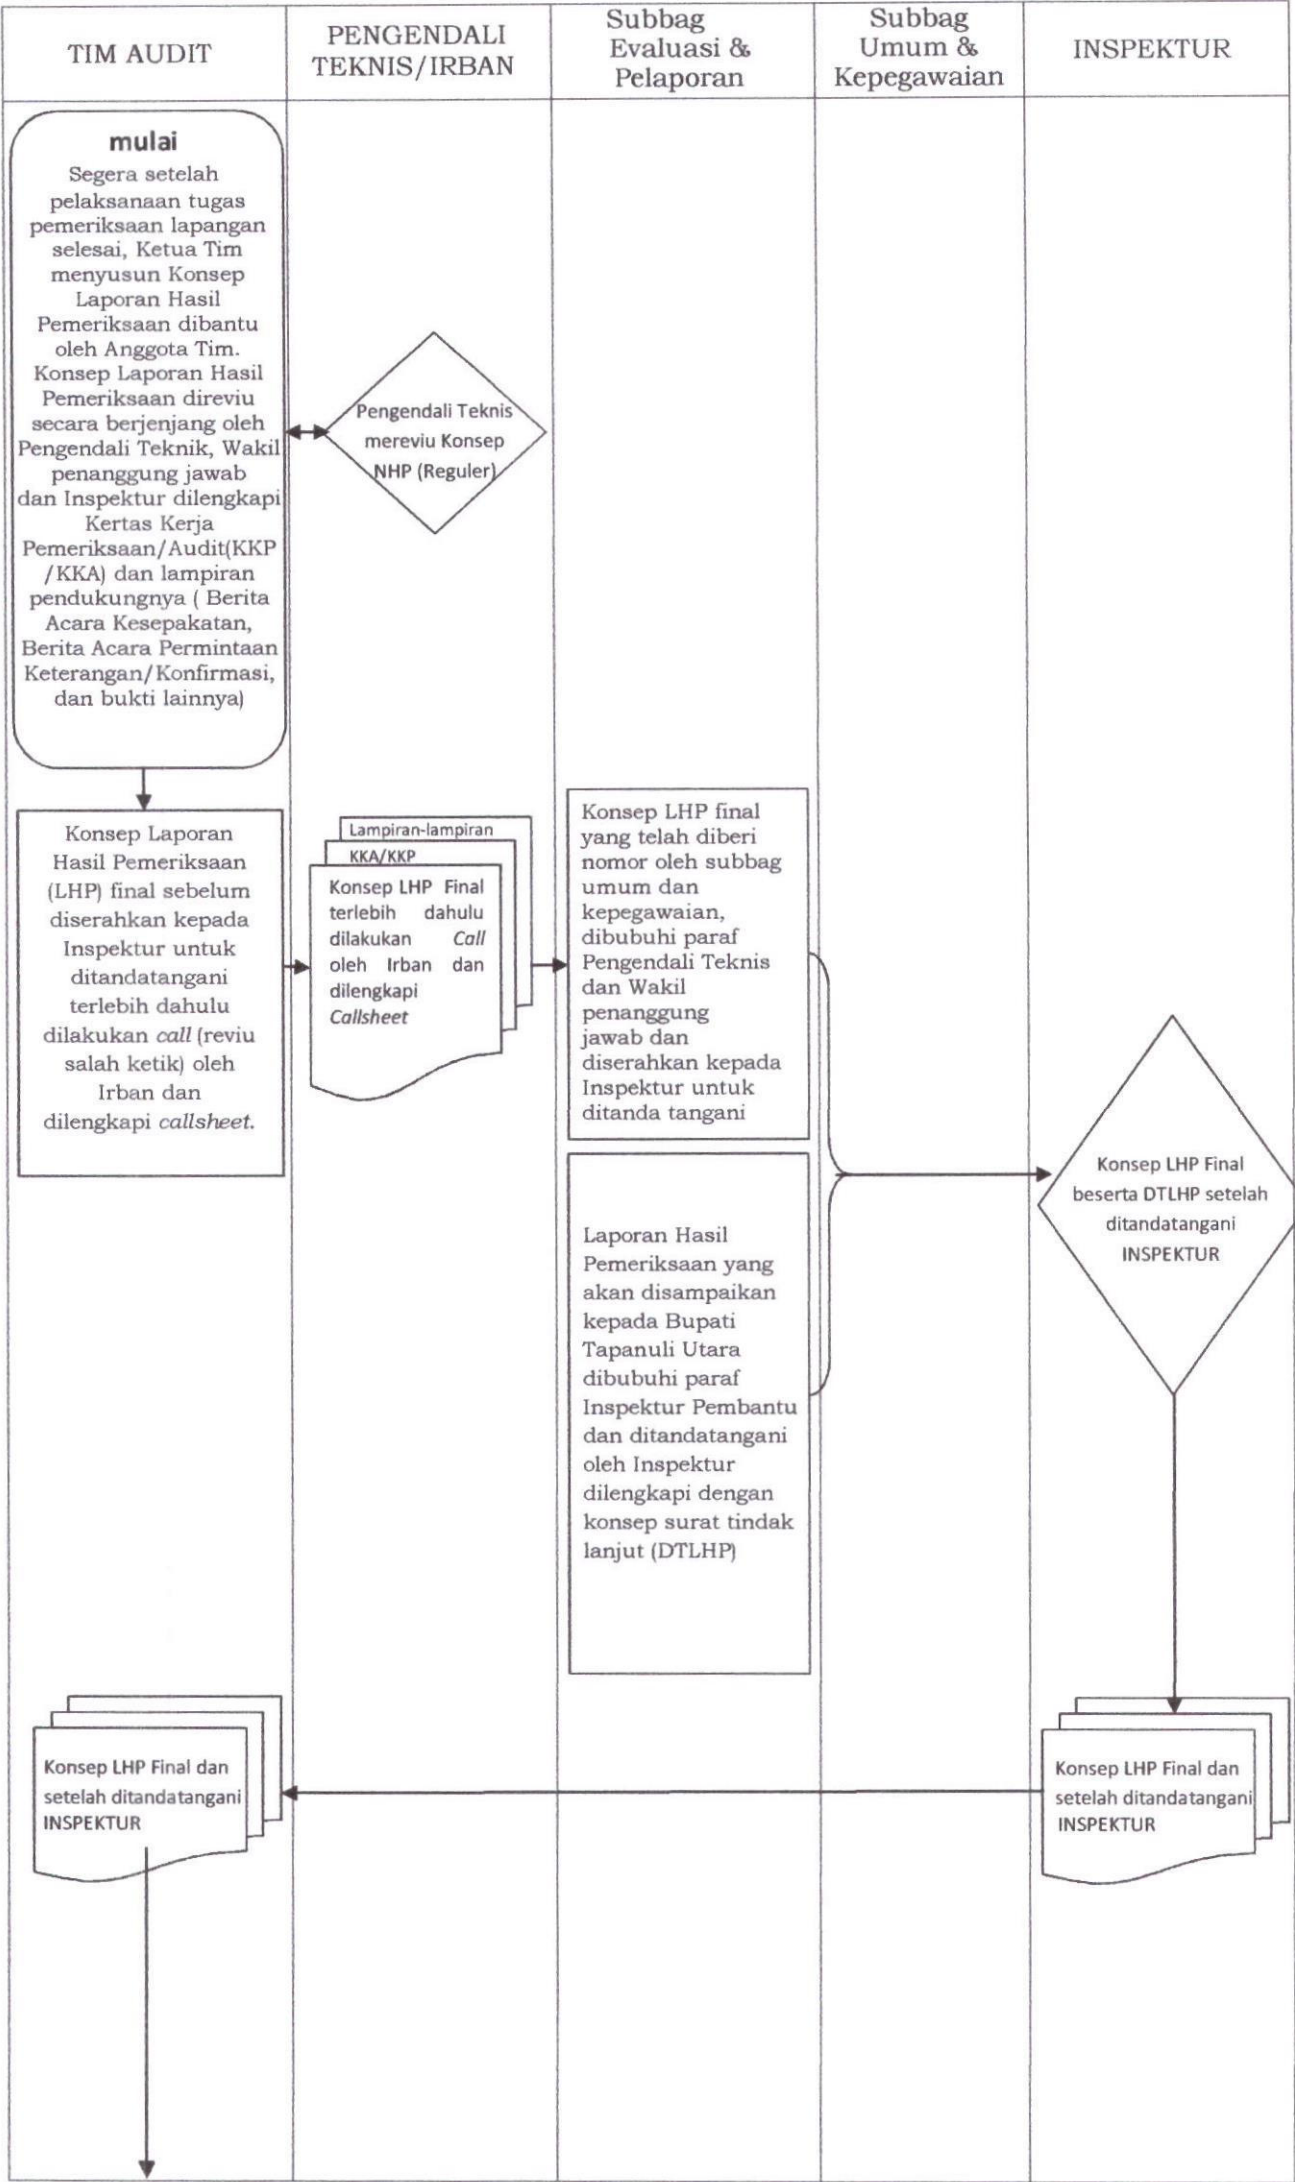 TIM AUDIT
PENGENDALI
TEKNIS/IRBAN
Subbag
Evaluasi &
Pelaporan
Subbag
Umum &
Kepegawaian
INSPEKTUR
mulai
Segera setelah
pelaksanaan tugas
pemeriksaan lapangan
selesai, Ketua Tim
menyusun Konsep
Laporan Hasil
Pemeriksaan dibantu
oleh Anggota Tim.
Konsep Laporan Hasil
Pemeriksaan direviu
secara berjenjang oleh
Pengendali Teknik, Wakil
penanggung jawab
dan Inspektur dilengkapi
Kertas Kerja
Pemeriksaan/Audit(KKP
/KKA) dan lampiran
pendukungnya ( Berita
Acara Kesepakatan,
Berita Acara Permintaan
Keterangan/Konfirmasi,
dan bukti lainnya)
Pengendali Teknis
mereviu Konsep
NHP (Reguler)
Konsep Laporan
Hasil Pemeriksaan
(LHP) final sebelum
diserahkan kepada
Inspektur untuk
ditandatangani
terlebih dahulu
dilakukan call (reviu
salah ketik) oleh
Irban dan
dilengkapi callsheet.
Lampiran-lampiran
KKA/KKP
Konsep LHP Final
terlebih dahulu
dilakukan Call
oleh Irban dan
dilengkapi
Callsheet
Konsep LHP final
yang telah diberi
nomor oleh subbag
umum dan
kepegawaian,
dibubuhi paraf
Pengendali Teknis
dan Wakil
penanggung
jawab dan
diserahkan kepada
Inspektur untuk
ditanda tangani
Laporan Hasil
Pemeriksaan yang
akan disampaikan
kepada Bupati
Tapanuli Utara
dibubuhi paraf
Inspektur Pembantu
dan ditandatangani
oleh Inspektur
dilengkapi dengan
konsep surat tindak
lanjut (DTLHP)
Konsep LHP Final
beserta DTLHP setelah
ditandatangani
INSPEKTUR
Konsep LHP Final dan
setelah ditandatangani
INSPEKTUR
Konsep LHP Final dan
setelah ditandatangani
INSPEKTUR